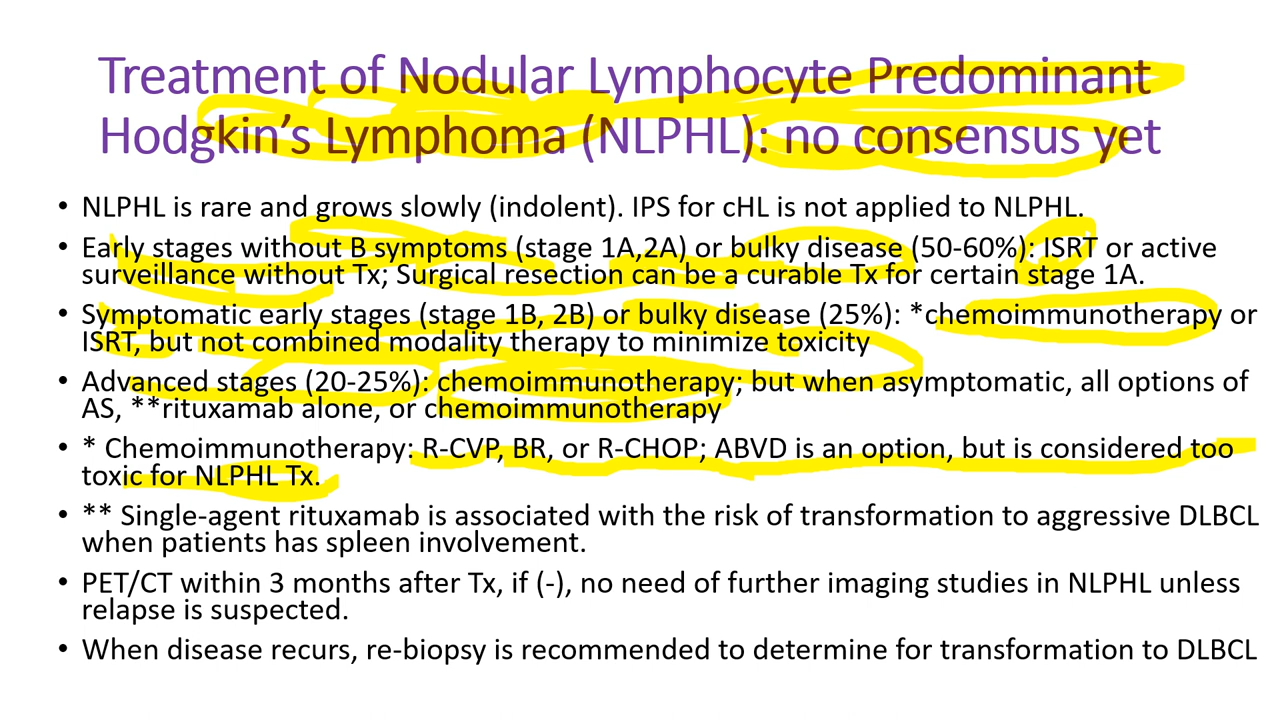 Treatment of Nodular Lymphocyte Predominant
Hodgkin's Lymphoma (NLPHL): no consensus yet
• NLPHL is rare and grows slowly (indolent). IPS for cHL is not applied to NLPHL.
• Early stages without B symptoms (stage 1A,2A) or bulky disease (50-60%): ISRT or active
surveillance without Tx; Surgical resection can be a curable Tx for certain stage 1A.
• Symptomatic early stages (stage 1B, 2B) or bulky disease (25%): *chemoimmunotherapy or
ISRT, but not combined modality therapy to minimize toxicity
• Advanced stages (20-25%): chemoimmunotherapy; but when asymptomatic, all options of
AS, **rituxamab alone, or chemoimmunotherapy
• * Chemoimmunotherapy: R-CVP, BR, or R-CHOP; ABVD is an option, but is considered too
toxic for NLPHL Tx.
• ** Single-agent rituxamab is associated with the risk of transformation to aggressive DLBCL
when patients has spleen involvement.
• PET/CT within 3 months after Tx, if (-), no need of further imaging studies in NLPHL unless
relapse is suspected.
• When disease recurs, re-biopsy is recommended to determine for transformation to DLBCL